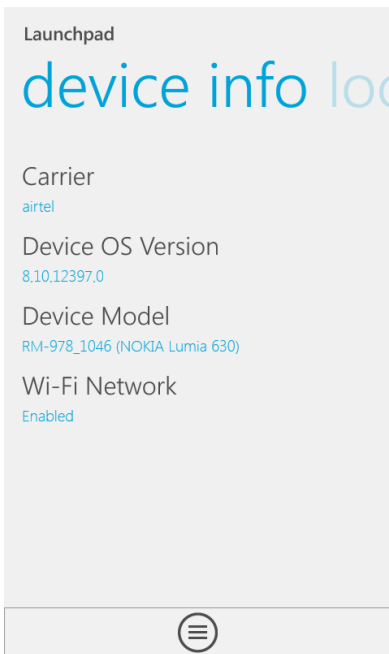 Launchpad
device info loc
Carrier
airtel
Device OS Version
8.10.12397.0
Device Model
RM-978_1046 (NOKIA Lumia 630)
Wi-Fi Network
Enabled